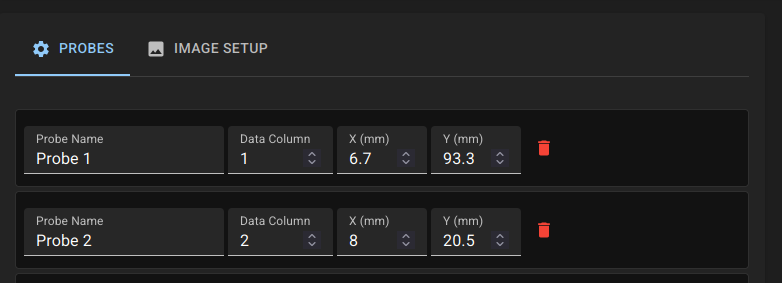 PROBES IMAGE SETUP
Probe Name Data Column X (mm) Y (mm)
Probe 1 1 6.7 93.3
Probe Name Data Column X (mm) Y (mm)
Probe 2 2 8 20.5